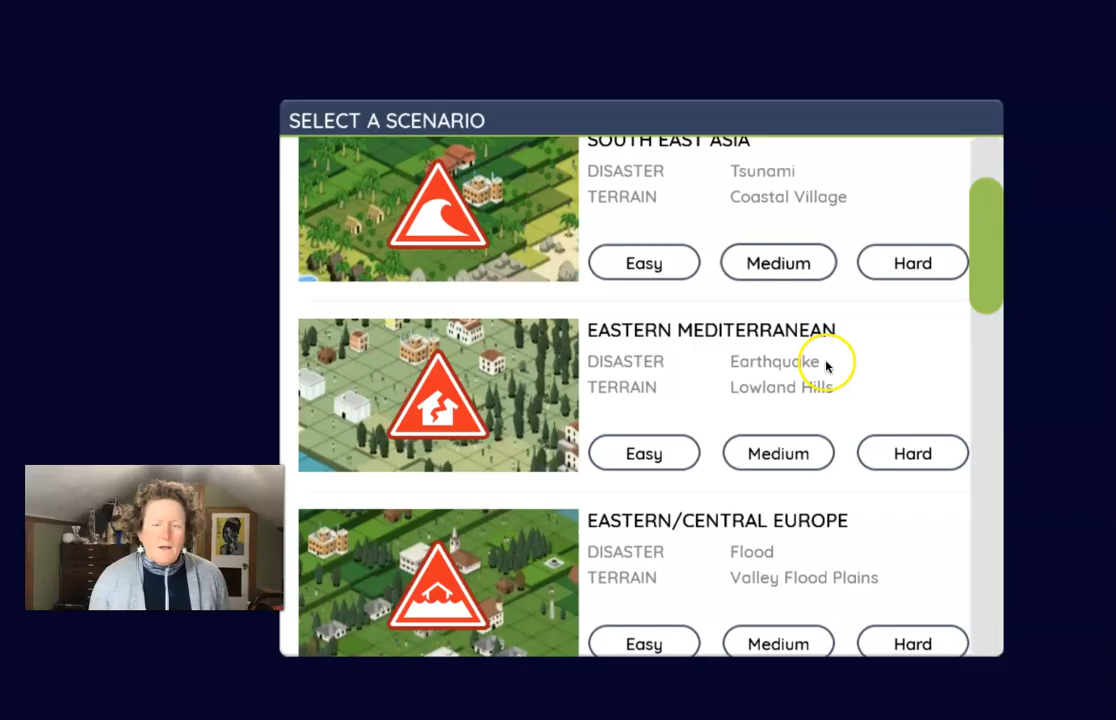 SELECT A SCENARIO
SOUTH EAST ASIA
DISASTER Tsunami
TERRAIN Coastal Village
Easy Medium Hard
EASTERN MEDITERRANEAN
DISASTER Earthquake
TERRAIN Lowland Hills
Easy Medium Hard
EASTERN/CENTRAL EUROPE
DISASTER Flood
TERRAIN Valley Flood Plains
Easy Medium Hard